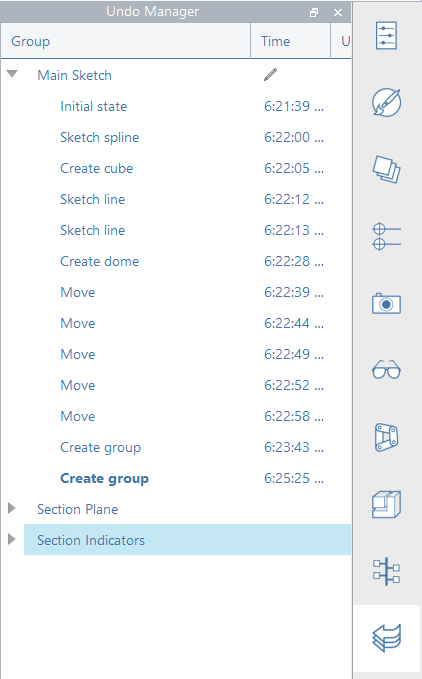 Undo Manager
Group Time U
Main Sketch
Initial state 6:21:39 ...
Sketch spline 6:22:00 ...
Create cube 6:22:05 ...
Sketch line 6:22:12 ...
Sketch line 6:22:13 ...
Create dome 6:22:28 ...
Move 6:22:39 ...
Move 6:22:44 ...
Move 6:22:49 ...
Move 6:22:52 ...
Move 6:22:58 ...
Create group 6:23:43 ...
Create group 6:25:25 ...
Section Plane
Section Indicators